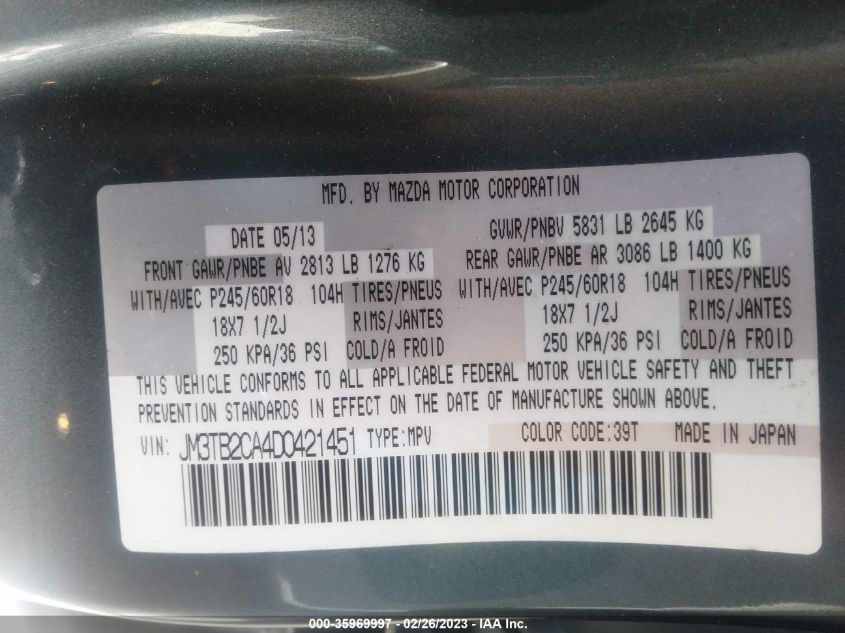 MFD. BY MAZDA MOTOR CORPORATION
DATE 05/13 GVWR/PNBV 5831 LB 2645 KG
FRONT GAWR/PNBE AV 2813 LB 1276 KG REAR GAWR/PNBE AR 3086 LB 1400 KG
WITH/AVEC P245/60R18 104H TIRES/PNEUS WITH/AVEC P245/60R18 104H TIRES/PNEUS
18X7 1/2J RIMS/JANTES 18X7 1/2J RIMS/JANTES
250 KPA/36 PSI COLD/A FROID 250 KPA/36 PSI COLD/A FROID
THIS VEHICLE CONFORMS TO ALL APPLICABLE FEDERAL MOTOR VEHICLE SAFETY AND THEFT
PREVENTION STANDARDS IN EFFECT ON THE DATE OF MANUFACTURE SHOWN ABOVE.
VIN: JM3TB2CA4D0421451 TYPE:MPV COLOR CODE:39T MADE IN JAPAN
000-35969997 - 02/26/2023 - IAA Inc.